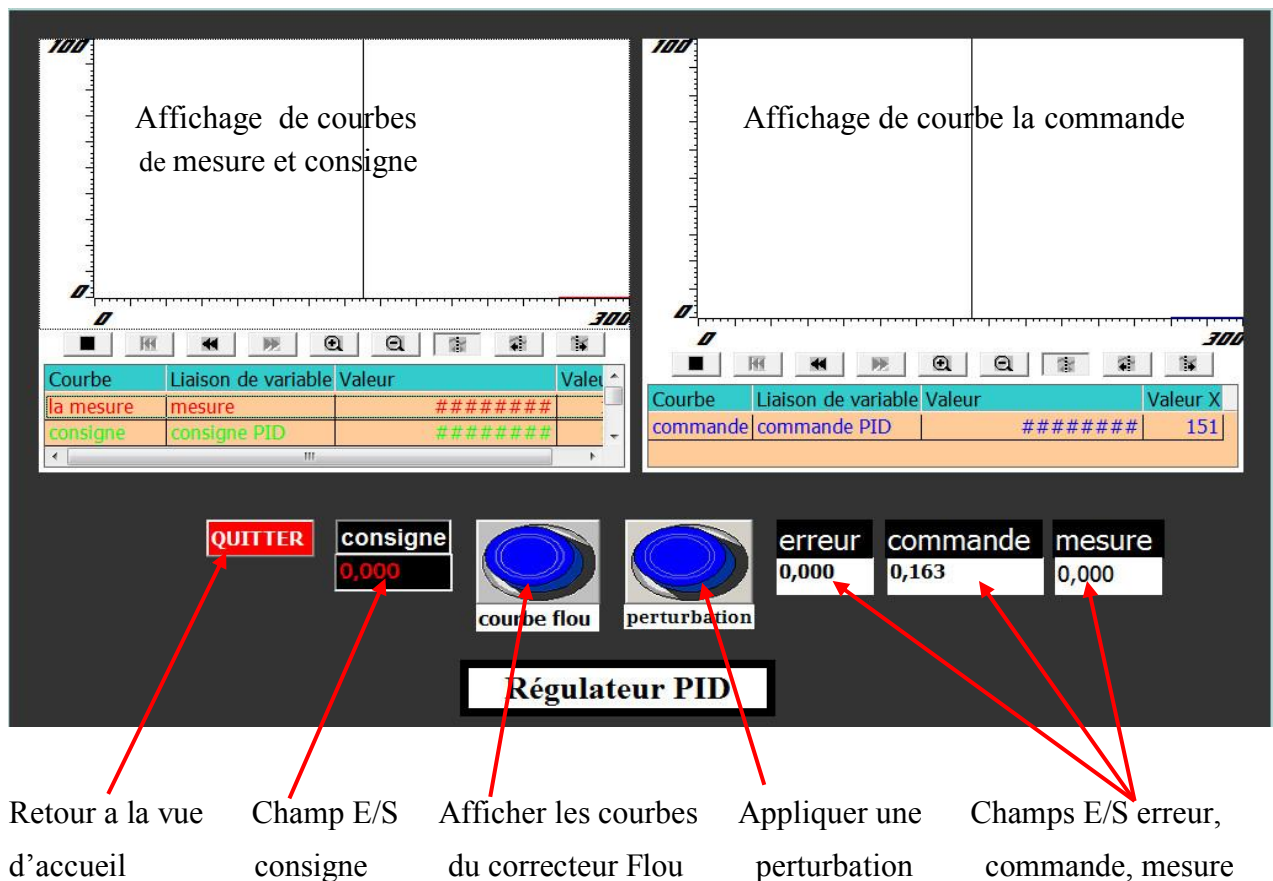 100
Affichage de courbes
de mesure et consigne
0
0
300
Courbe Liaison de variable Valeur Valeu
la mesure mesure ########
consigne consigne PID ########
100
Affichage de courbe la commande
0
0
300
Courbe Liaison de variable Valeur Valeur X
commande commande PID ######## 151
QUITTER
consigne
0,000
courbe flou
perturbation
erreur
0,000
commande
0,163
mesure
0,000
Régulateur PID
Retour a la vue
d’accueil
Champ E/S
consigne
Afficher les courbes
du correcteur Flou
Appliquer une
perturbation
Champs E/S erreur,
commande, mesure